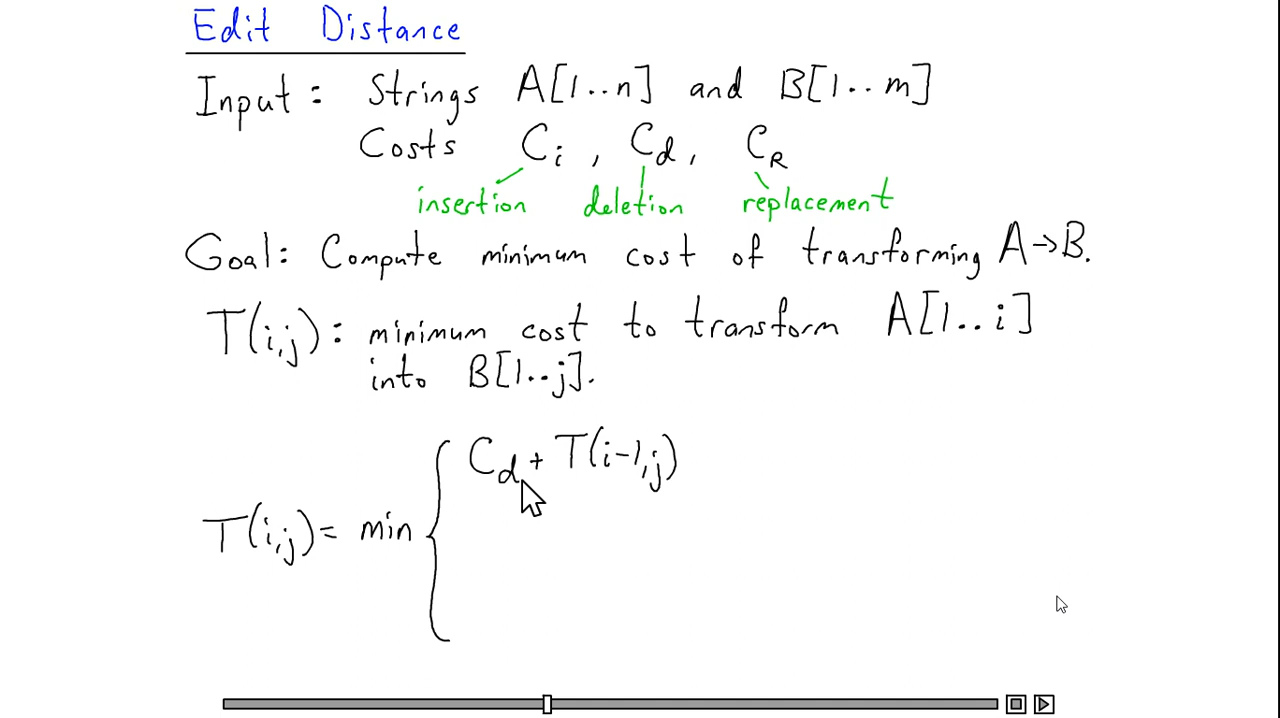 Edit Distance
Input: Strings A[1..n] and B[1..m]
Costs Ci, Cd, CR
insertion deletion replacement
Goal: Compute minimum cost of transforming A→B.
T(i,j): minimum cost to transform A[1..i]
into B[1..j].
Cd + T(i-1,j)
T(i,j) = min {